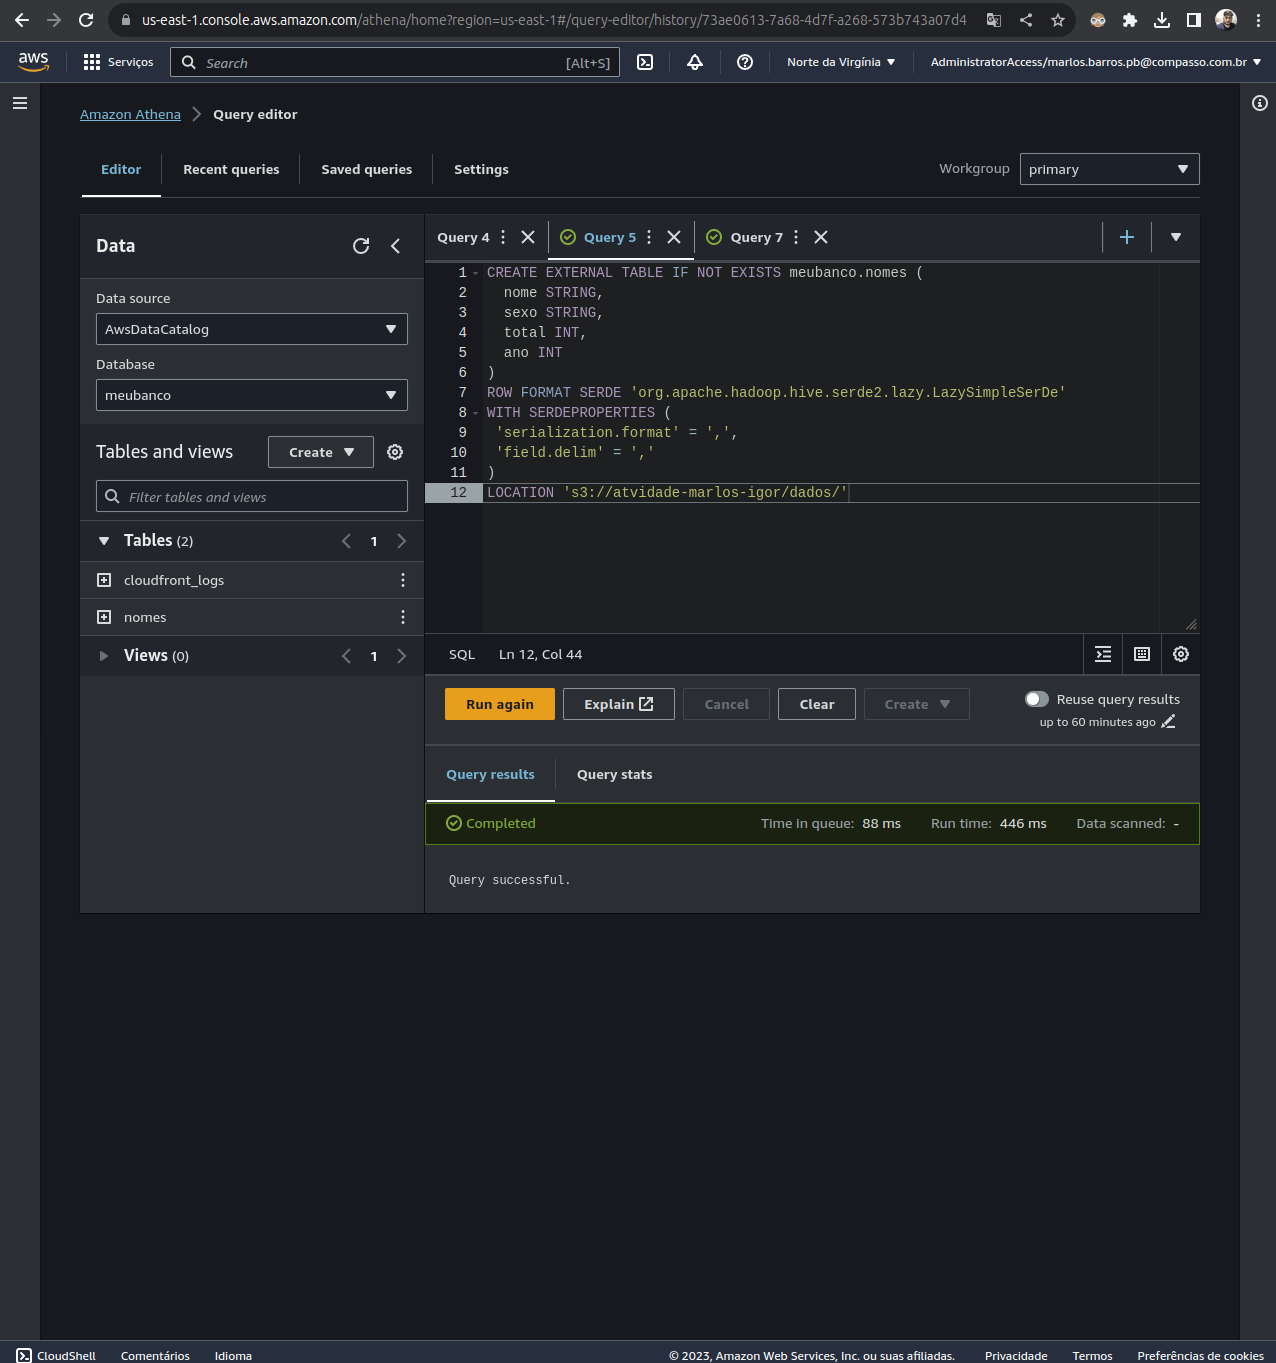 us-east-1.console.aws.amazon.com/athena/home?region=us-east-1#/query-editor/history/73ae0613-7a68-4d7f-a268-573b743a07d4
aws
Serviços
Search
[Alt+S]
Norte da Virgínia
AdministratorAccess/marlos.barros.pb@compasso.com.br
Amazon Athena
Query editor
Editor
Recent queries
Saved queries
Settings
Workgroup
primary
Data
Data source
AwsDataCatalog
Database
meubanco
Tables and views
Create
Filter tables and views
Tables (2)
1
cloudfront_logs
nomes
Views (0)
1
Query 4
Query 5
Query 7
1 CREATE EXTERNAL TABLE IF NOT EXISTS meubanco.nomes (
2 nome STRING,
3 sexo STRING,
4 total INT,
5 ano INT
6 )
7 ROW FORMAT SERDE 'org.apache.hadoop.hive.serde2.lazy.LazySimpleSerDe'
8 WITH SERDEPROPERTIES (
9 'serialization.format' = ',',
10 'field.delim' = ','
11 )
12 LOCATION 's3://atvidade-marlos-igor/dados/'
SQL
Ln 12, Col 44
Run again
Explain
Cancel
Clear
Create
Reuse query results
up to 60 minutes ago
Query results
Query stats
Completed
Time in queue: 88 ms
Run time: 446 ms
Data scanned: -
Query successful.
CloudShell
Comentários
Idioma
© 2023, Amazon Web Services, Inc. ou suas afiliadas.
Privacidade
Termos
Preferências de cookies